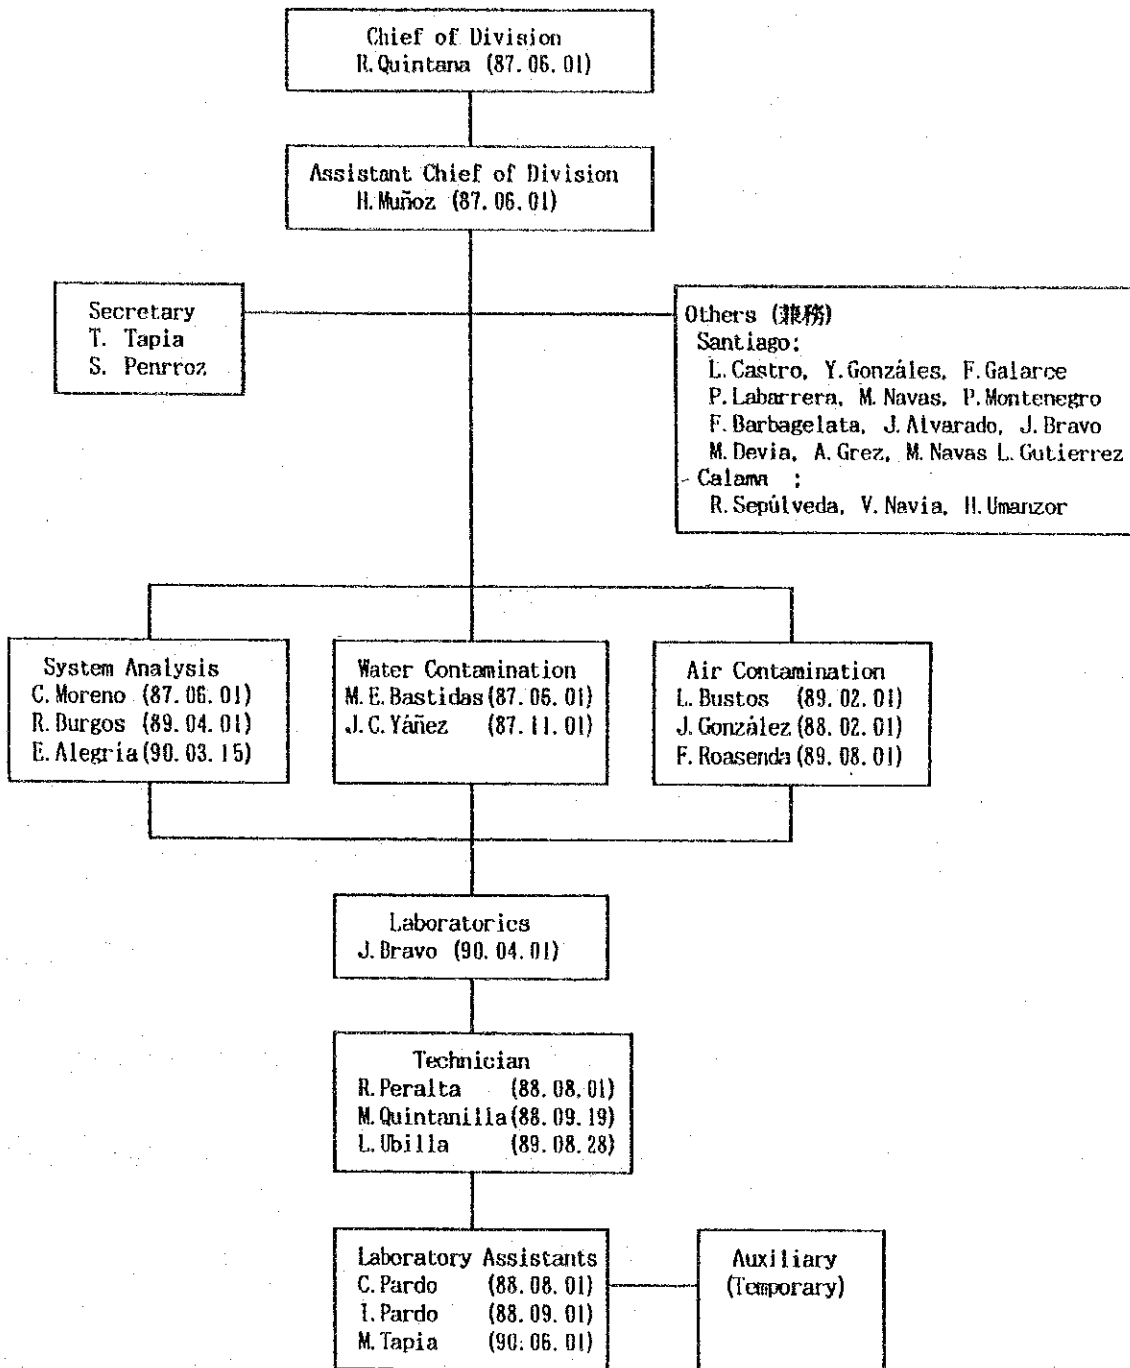 Chief of Division
R.Quintana (87.06.01)
Assistant Chief of Division
H.Muñoz (87.06.01)
Secretary
T. Tapia
S. Penrroz
Others (兼務)
Santiago:
L.Castro, Y.Gonzáles, F.Galarce
P.Labarrera, M.Navas, P.Montenegro
F.Barbagelata, J.Alvarado, J.Bravo
M.Devia, A.Grez, M.Navas L.Gutierrez
Calama :
R.Sepúlveda, V.Navia, H.Umanzor
System Analysis
C.Moreno (87.06.01)
R.Burgos (89.04.01)
E.Alegría(90.03.15)
Water Contamination
M.E.Bastidas(87.06.01)
J.C.Yáñez (87.11.01)
Air Contamination
L.Bustos (89.02.01)
J.González(88.02.01)
F.Roasenda(89.08.01)
Laboratories
J.Bravo (90.04.01)
Technician
R.Peralta (88.08.01)
M.Quintanilla(88.09.19)
L.Ubilla (89.08.28)
Laboratory Assistants
C.Pardo (88.08.01)
I.Pardo (88.09.01)
M.Tapia (90.06.01)
Auxiliary
(Temporary)